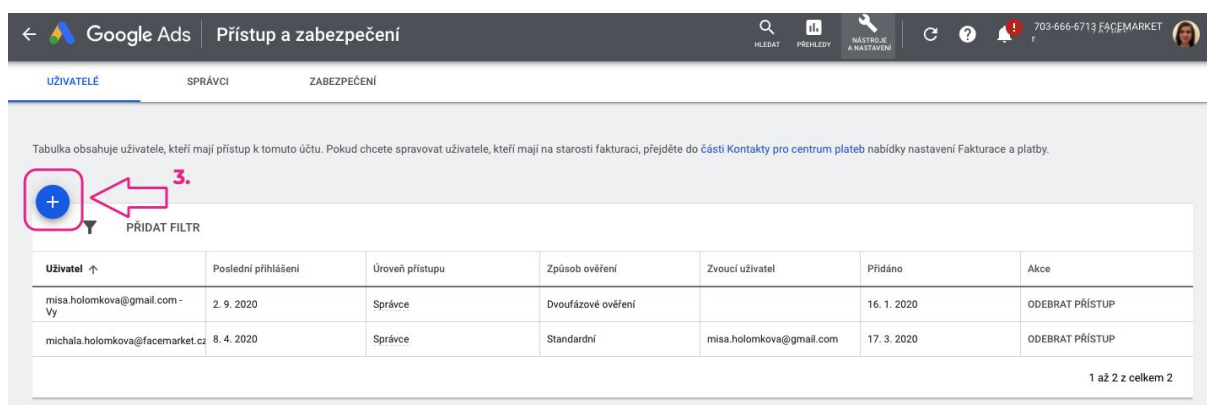 Google Ads
Přístup a zabezpečení
HLEDAT
PŘEHLEDY
NÁSTROJE
A NASTAVENÍ
703-666-6713 FACEMARKET
UŽIVATELÉ SPRÁVCI ZABEZPEČENÍ
Tabulka obsahuje uživatele, kteří mají přístup k tomuto účtu. Pokud chcete spravovat uživatele, kteří mají na starosti fakturaci, přejděte do části Kontakty pro centrum plateb nabídky nastavení Fakturace a platby.
3.
PŘIDAT FILTR
Uživatel Poslední přihlášení Úroveň přístupu Způsob ověření Zvoucí uživatel Přidáno Akce
misa.holomkova@gmail.com - 2. 9. 2020 Správce Dvoufázové ověření 16. 1. 2020 ODEBRAT PŘÍSTUP
Vy
michala.holomkova@facemarket.cz 8. 4. 2020 Správce Standardní misa.holomkova@gmail.com 17. 3. 2020 ODEBRAT PŘÍSTUP
1 až 2 z celkem 2